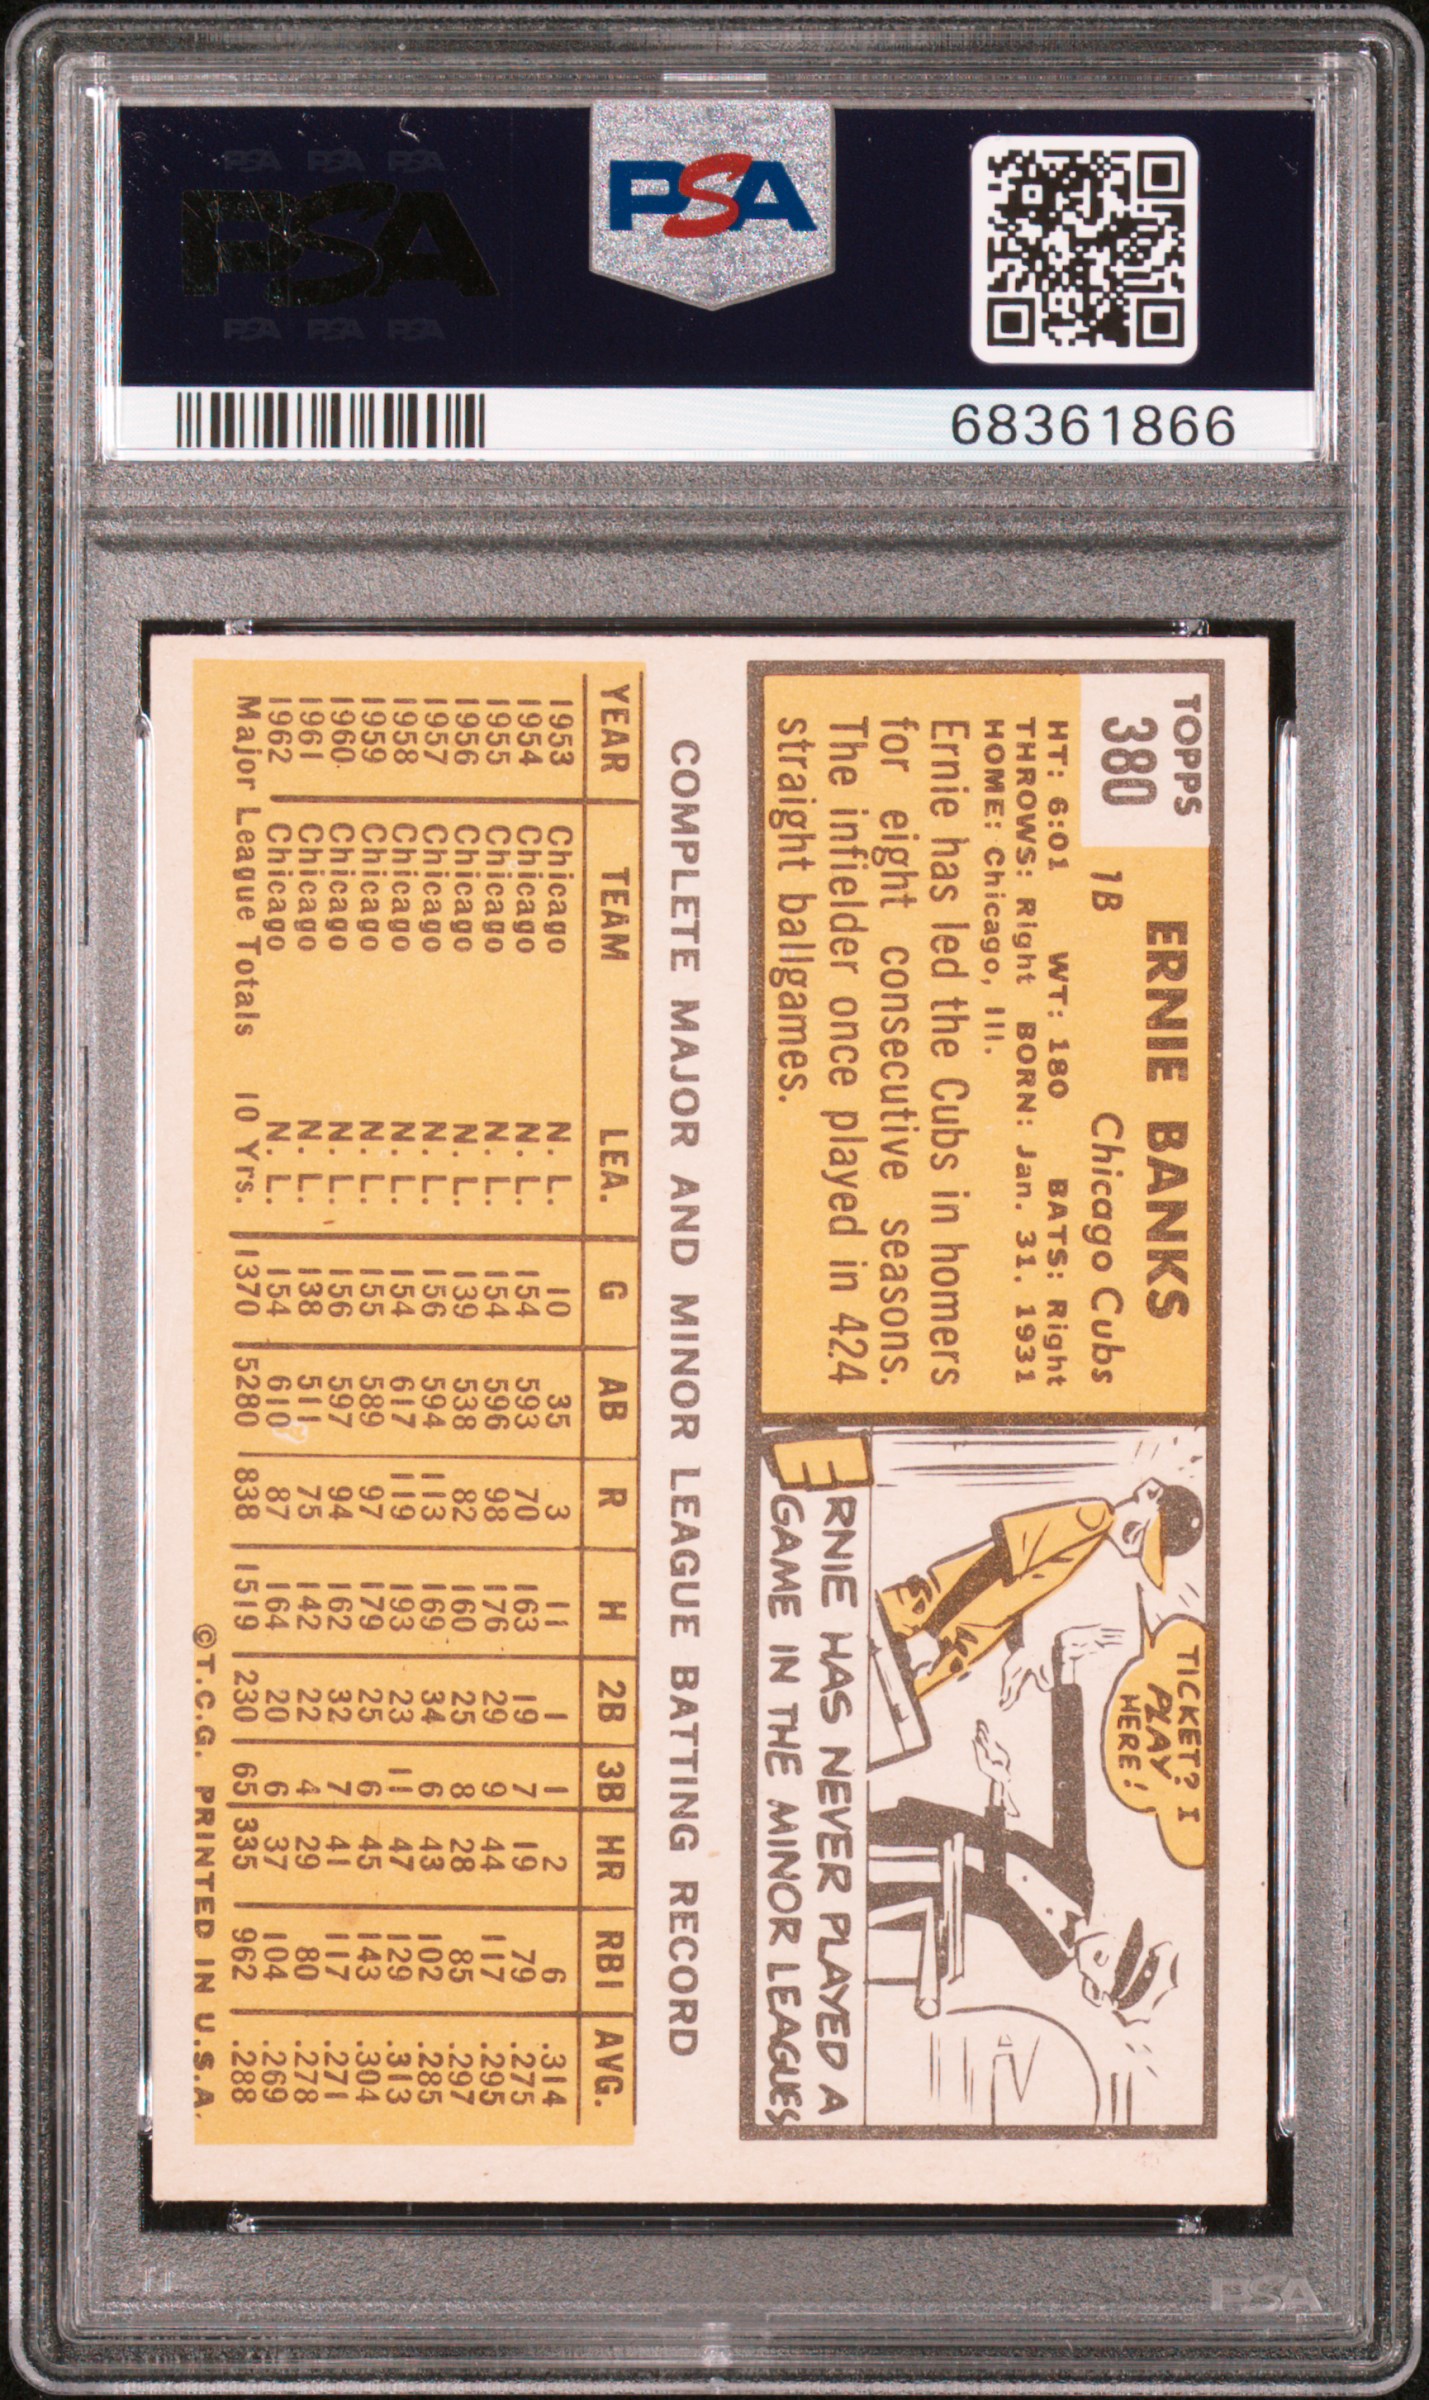 PSA PSA PSA
PSA
PSA PSA PSA
PSA
68361866
TOPPS
380
1B
ERNIE BANKS
Chicago Cubs
HT: 6:01 WT: 180 BATS: Right
THROWS: Right BORN: Jan. 31, 1931
HOME: Chicago, Ill.
Ernie has led the Cubs in homers
for eight consecutive seasons.
The infielder once played in 424
straight ballgames.
TICKET? I
PLAY
HERE!
ERNIE HAS NEVER PLAYED A
GAME IN THE MINOR LEAGUES
COMPLETE MAJOR AND MINOR LEAGUE BATTING RECORD
YEAR TEAM LEA. G AB R H 2B 3B HR RBI AVG.
1953 Chicago N. L. 10 35 3 11 1 1 2 6 .314
1954 Chicago N. L. 154 593 70 163 19 7 19 79 .275
1955 Chicago N. L. 154 596 98 176 29 9 44 117 .295
1956 Chicago N. L. 139 538 82 160 25 8 28 85 .297
1957 Chicago N. L. 156 594 113 169 34 6 43 102 .285
1958 Chicago N. L. 154 617 119 193 23 11 47 129 .313
1959 Chicago N. L. 155 589 97 179 25 6 45 143 .304
1960 Chicago N. L. 156 597 94 162 32 7 41 117 .271
1961 Chicago N. L. 138 511 75 142 22 4 29 80 .278
1962 Chicago N. L. 154 610 87 164 20 6 37 104 .269
Major League Totals 10 Yrs. 1370 5280 838 1519 230 65 335 962 .288
©T.C.G. PRINTED IN U.S.A.
PSA